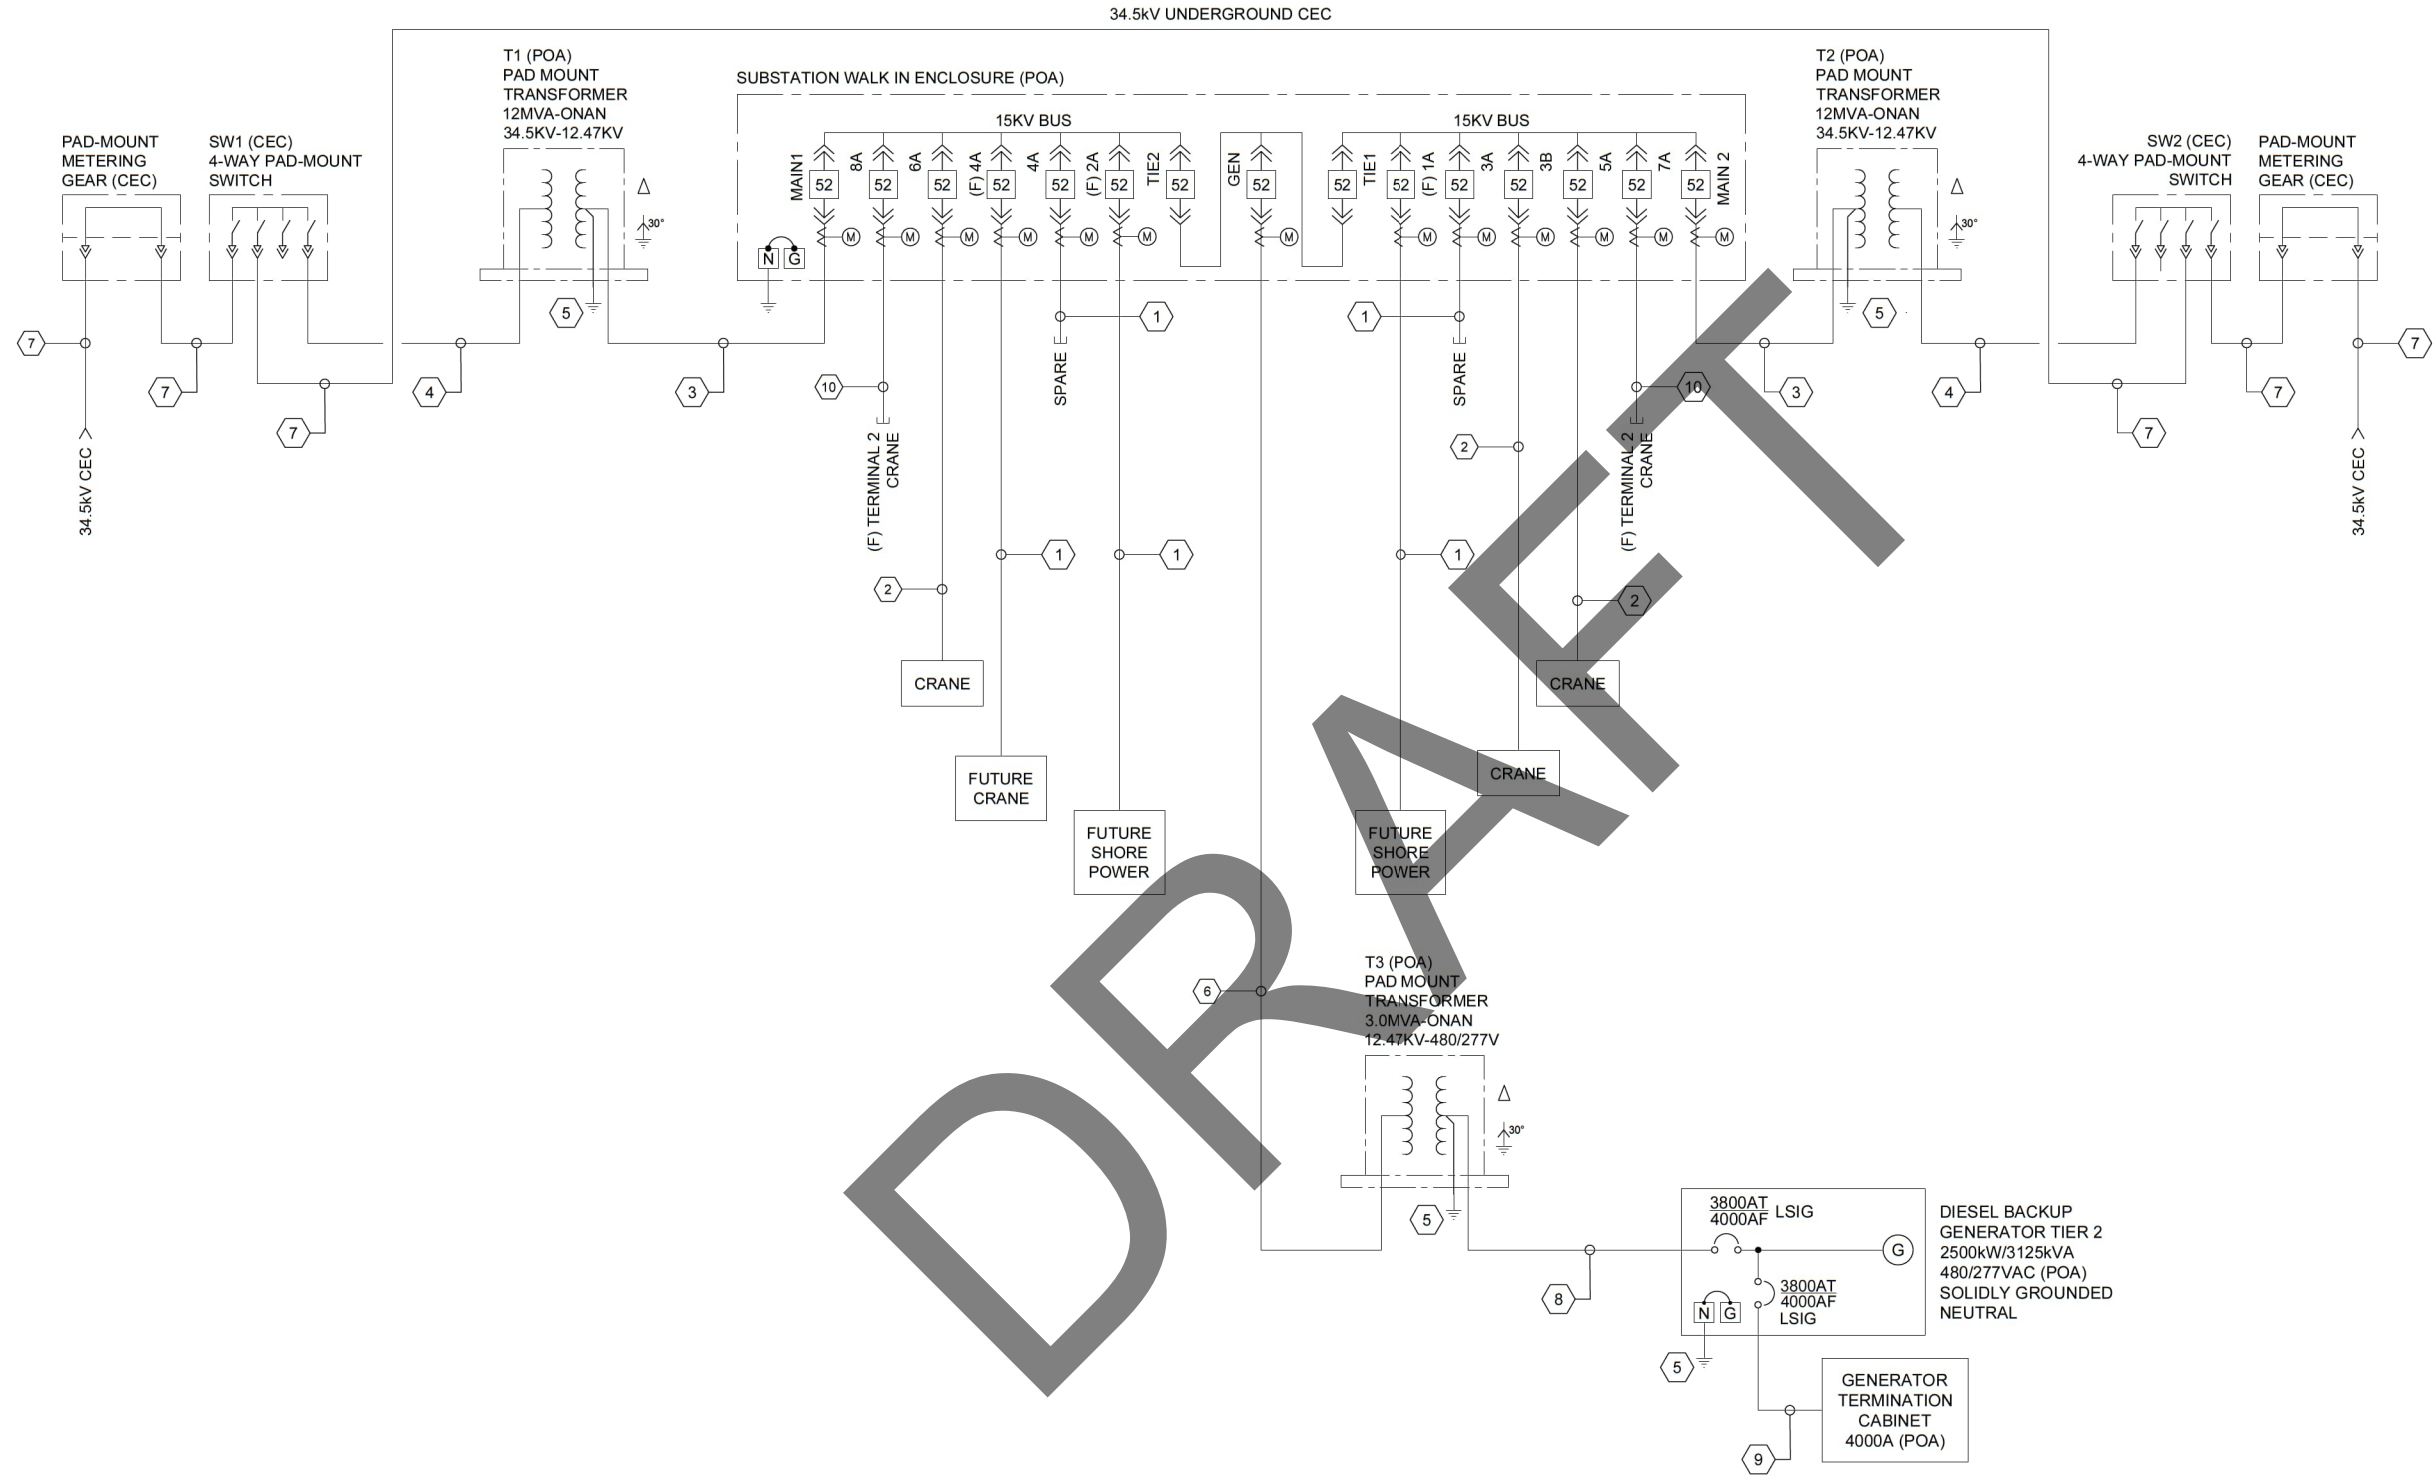 34.5kV UNDERGROUND CEC
T1 (POA)
PAD MOUNT
TRANSFORMER
12MVA-ONAN
34.5KV-12.47KV
T2 (POA)
PAD MOUNT
TRANSFORMER
12MVA-ONAN
34.5KV-12.47KV
SUBSTATION WALK IN ENCLOSURE (POA)
15KV BUS
15KV BUS
PAD-MOUNT
METERING
GEAR (CEC)
SW1 (CEC)
4-WAY PAD-MOUNT
SWITCH
SW2 (CEC)
4-WAY PAD-MOUNT
SWITCH
PAD-MOUNT
METERING
GEAR (CEC)
MAIN1
52
8A
52
6A
52
(F) 4A
52
4A
52
(F) 2A
52
TIE2
52
GEN
52
52
TIE1
52
(F) 1A
52
3A
52
3B
52
5A
52
7A
52
MAIN 2
M
M
M
M
M
M
M
M
M
M
M
M
M
30°
30°
N
G
5
5
1
1
7
7
7
4
3
10
SPARE
SPARE
10
3
4
7
7
7
34.5kV CEC
(F) TERMINAL 2
CRANE
2
(F) TERMINAL 2
CRANE
34.5kV CEC
1
1
1
2
2
CRANE
CRANE
FUTURE
CRANE
CRANE
FUTURE
SHORE
POWER
FUTURE
SHORE
POWER
T3 (POA)
PAD MOUNT
TRANSFORMER
3.0MVA-ONAN
12.47KV-480/277V
6
30°
5
8
3800AT
4000AF
LSIG
G
3800AT
4000AF
LSIG
N
G
5
DIESEL BACKUP
GENERATOR TIER 2
2500kW/3125kVA
480/277VAC (POA)
SOLIDLY GROUNDED
NEUTRAL
GENERATOR
TERMINATION
CABINET
4000A (POA)
9
DRAFT